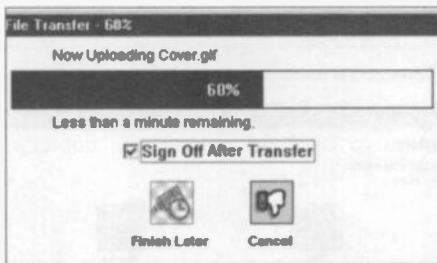 File Transfer - 60%
Now Uploading Cover.gif
60%
Less than a minute remaining.
Sign Off After Transfer
Finish Later
Cancel